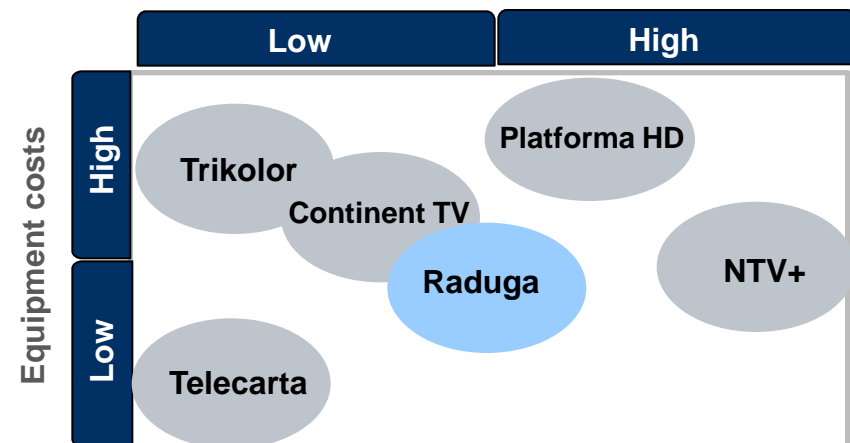 Low
High
Equipment costs
High
Low
Platforma HD
Trikolor
Continent TV
Raduga
NTV+
Telecarta